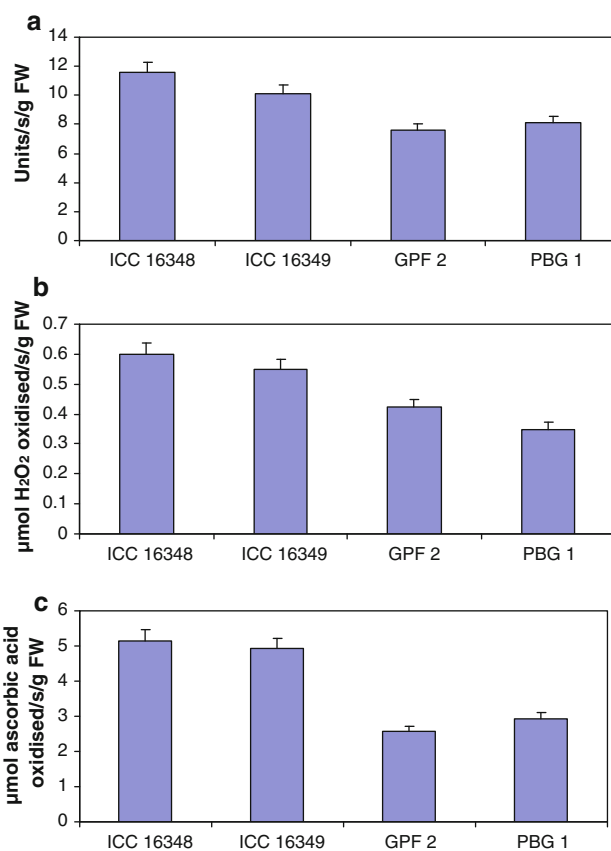 a
Units/s/g FW
14
12
10
8
6
4
2
0
ICC 16348 ICC 16349 GPF 2 PBG 1
b
µmol H₂O₂ oxidised/s/g FW
0.7
0.6
0.5
0.4
0.3
0.2
0.1
0
ICC 16348 ICC 16349 GPF 2 PBG 1
c
µmol ascorbic acid
oxidised/s/g FW
6
5
4
3
2
1
0
ICC 16348 ICC 16349 GPF 2 PBG 1